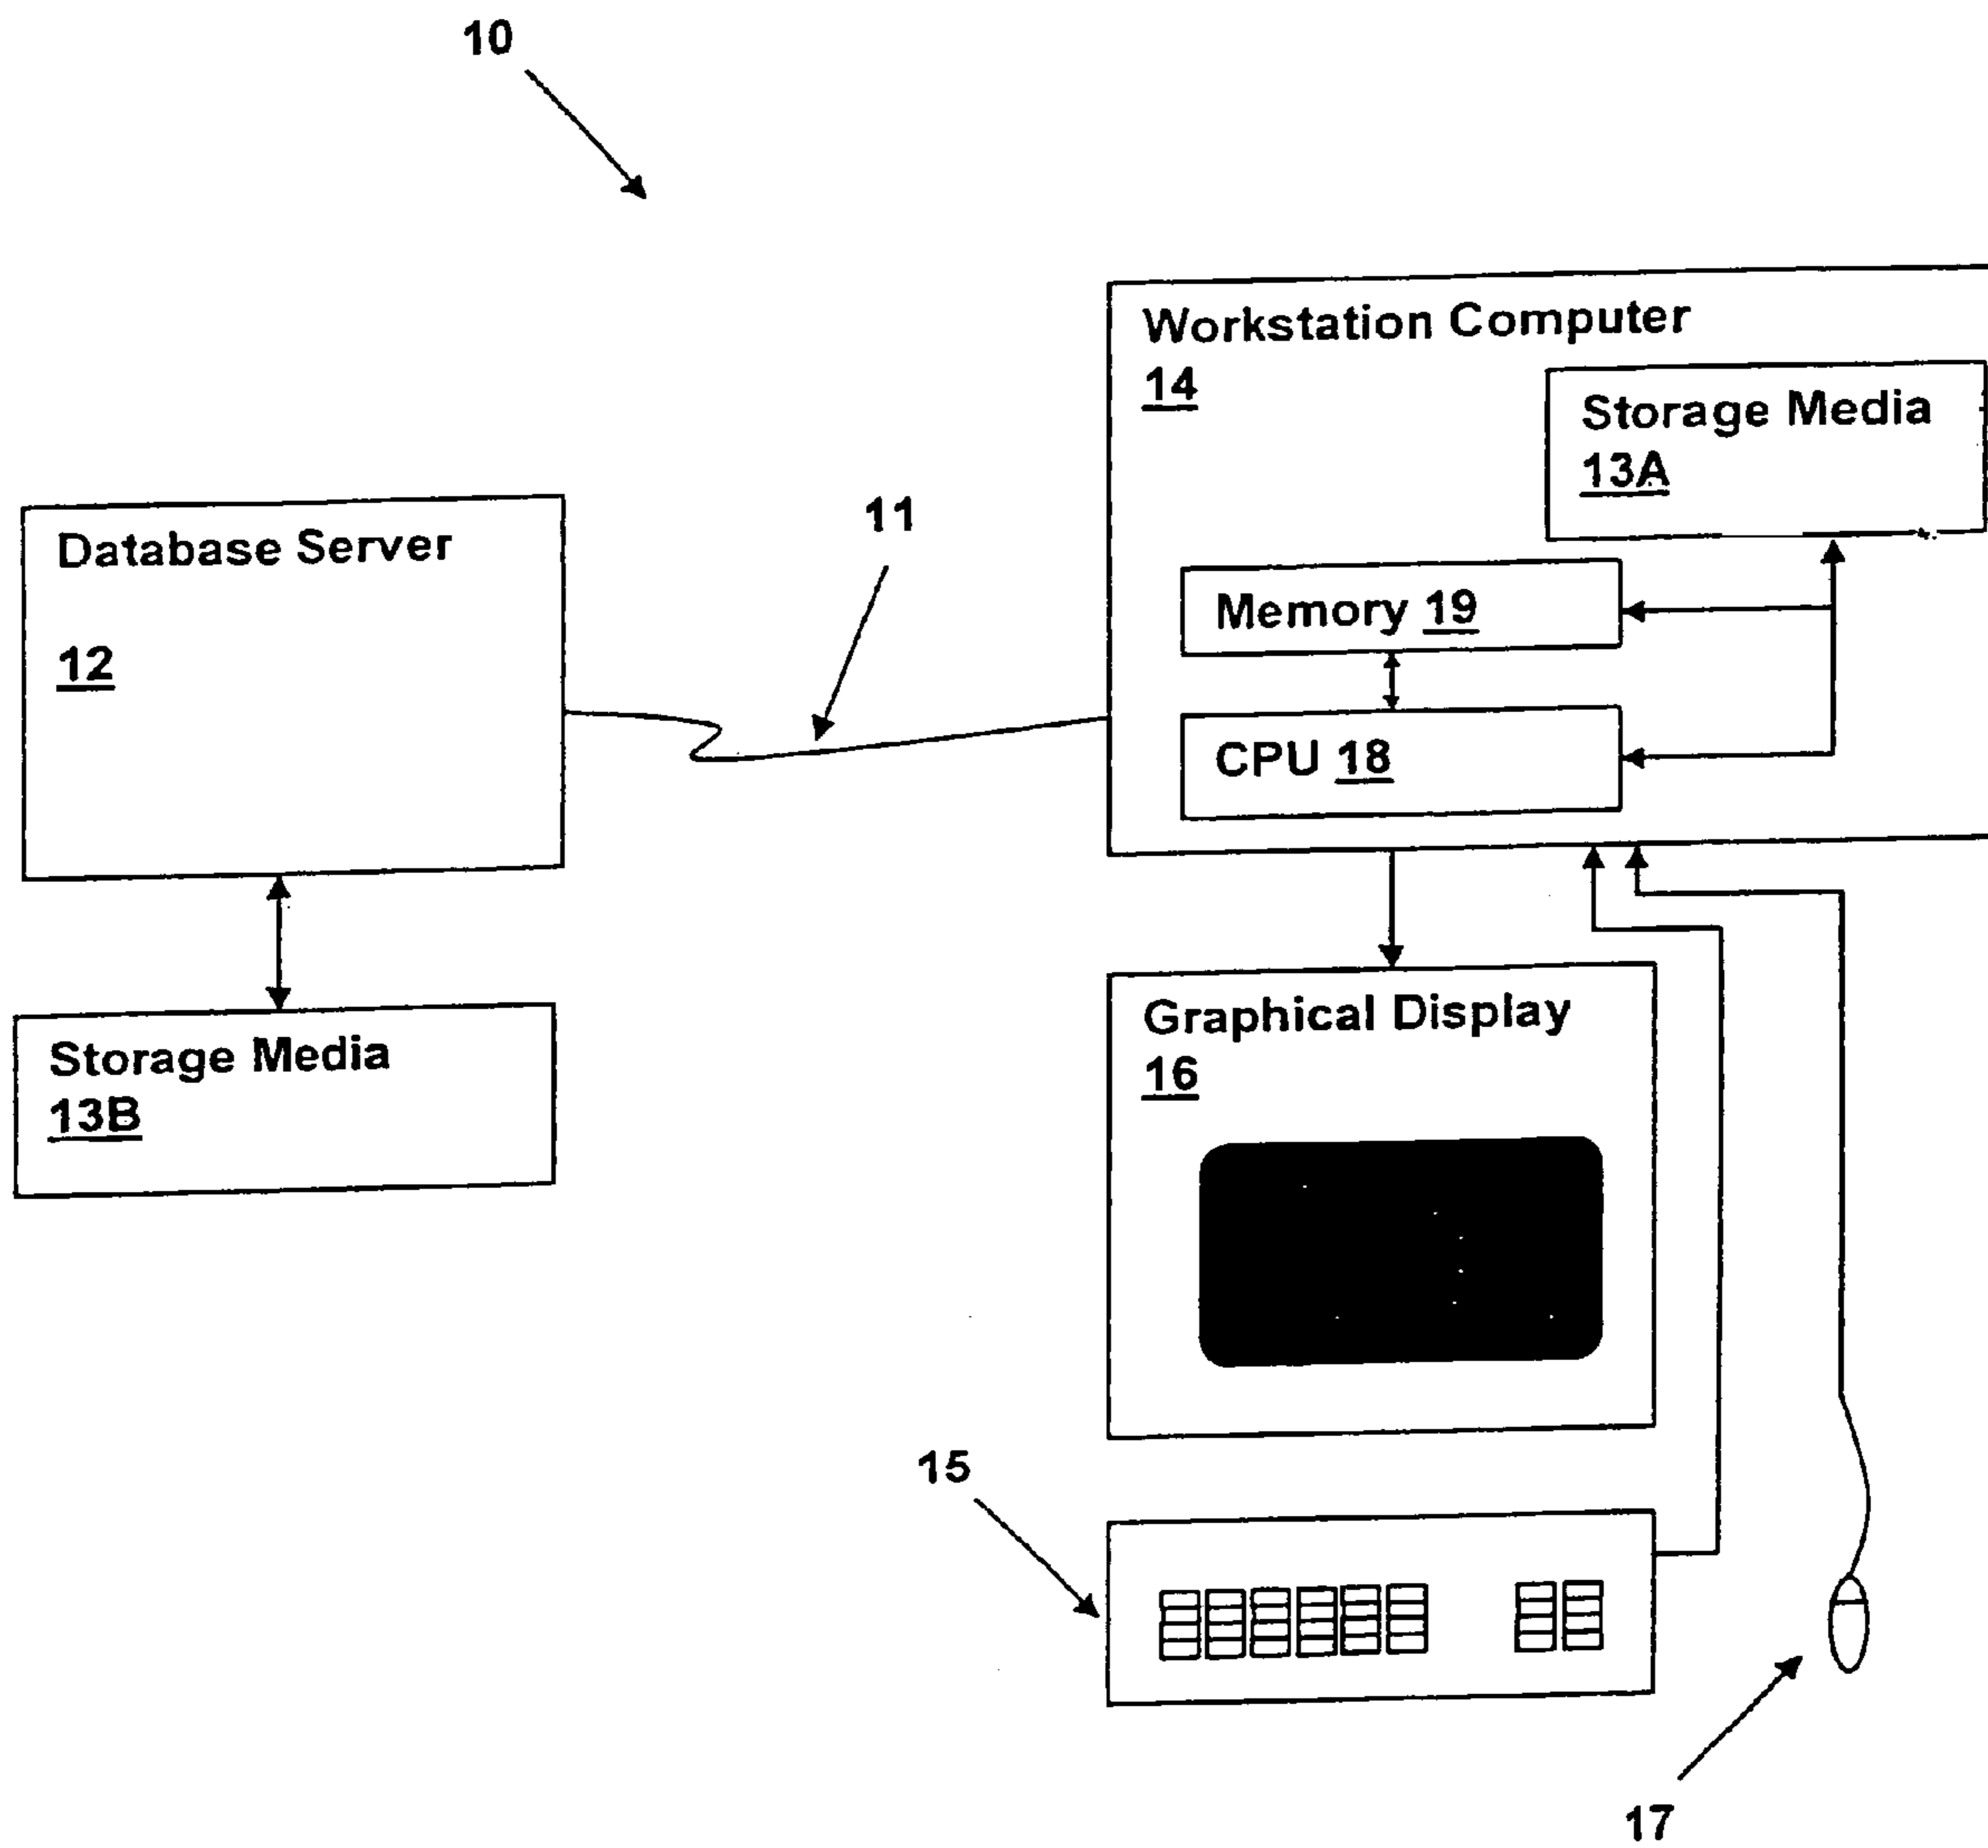 10
Workstation Computer
14
Storage Media
13A
Database Server
12
11
Memory 19
CPU 18
Storage Media
13B
Graphical Display
16
15
17